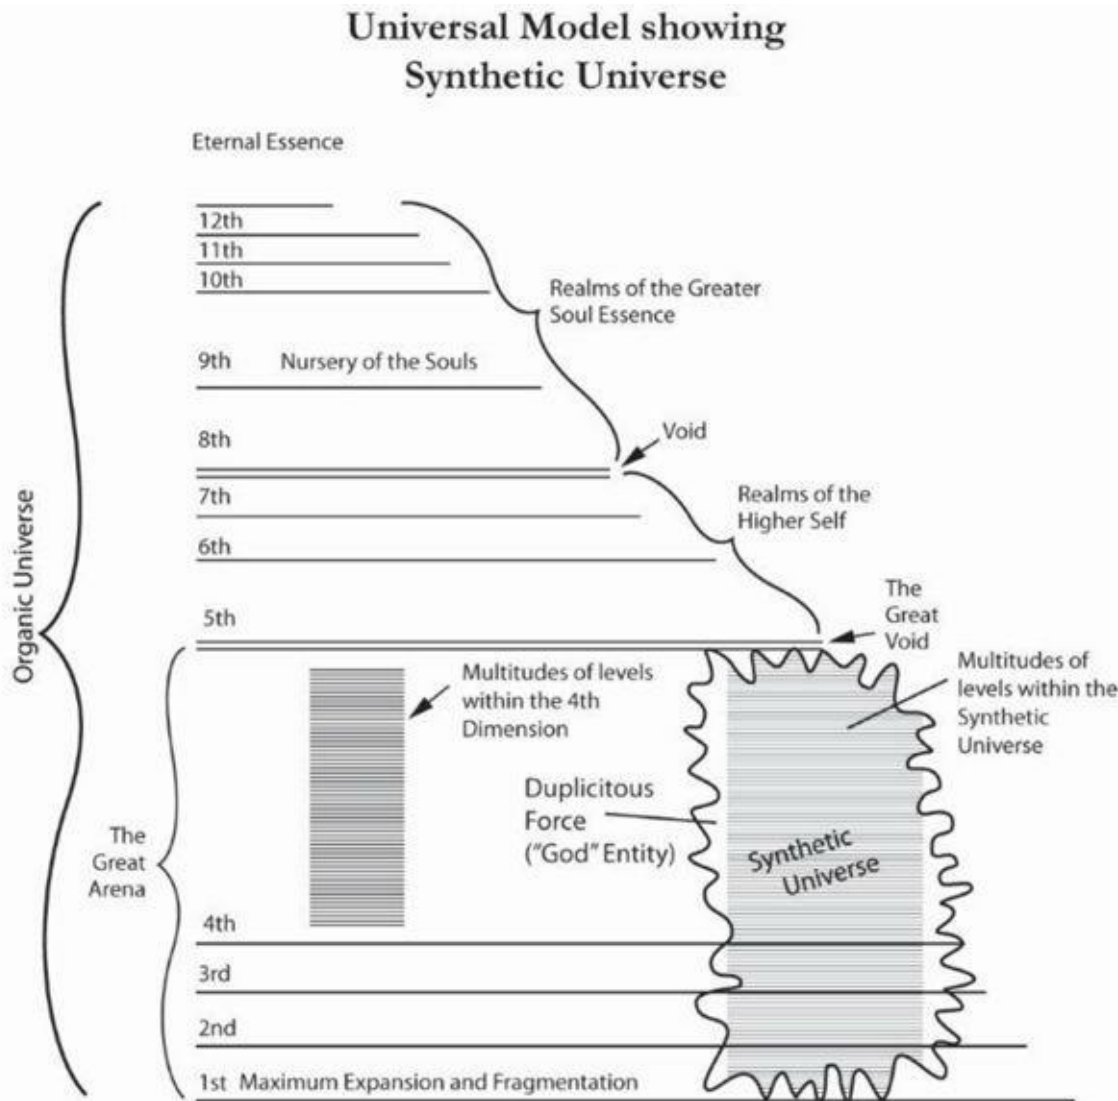 Universal Model showing
Synthetic Universe
Eternal Essence
12th
11th
10th
Realms of the Greater
Soul Essence
9th Nursery of the Souls
8th
Void
7th
Realms of the
Higher Self
6th
5th
The
Great
Void
Organic Universe
Multitudes of levels
within the 4th
Dimension
Multitudes of
levels within the
Synthetic
Universe
Duplicitous
Force
("God" Entity)
Synthetic
Universe
The
Great
Arena
4th
3rd
2nd
1st Maximum Expansion and Fragmentation